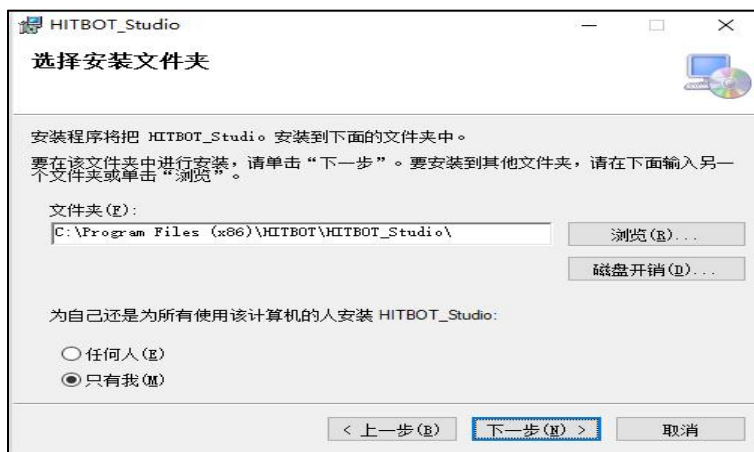 HITBOT_Studio
选择安装文件夹
安装程序将把 HITBOT_Studio 安装到下面的文件夹中。
要在该文件夹中进行安装,请单击“下一步”。要安装到其他文件夹,请在下面输入另一
个文件夹或单击“浏览”。
文件夹(F):
C:\Program Files (x86)\HITBOT\HITBOT_Studio\
浏览(R)...
磁盘开销(D)...
为自己还是为所有使用该计算机的人安装 HITBOT_Studio:
任何人(E)
只有我(M)
< 上一步(B)
下一步(N) >
取消